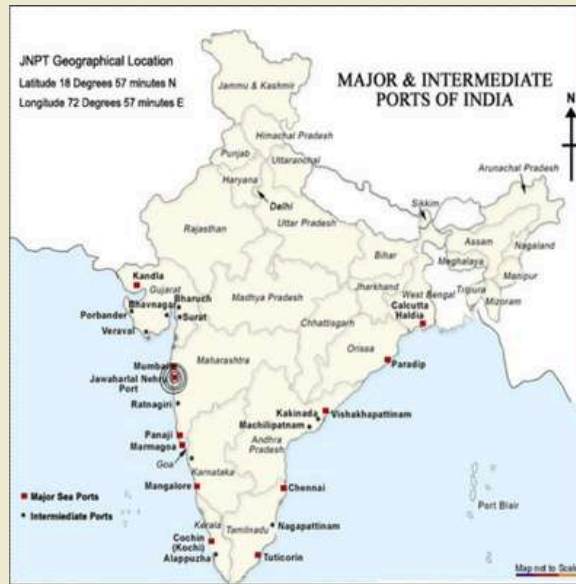 JNPT Geographical Location
Latitude 18 Degrees 57 minutes N
Longitude 72 Degrees 57 minutes E
MAJOR & INTERMEDIATE
PORTS OF INDIA
N
Jammu & Kashmir
Himachal Pradesh
Punjab
Uttaranchal
Haryana
Delhi
Arunachal Pradesh
Sikkim
Rajasthan
Uttar Pradesh
Assam
Nagaland
Bihar
Meghalaya
Manipur
Kandla
Gujarat
Jharkhand
West Bengal
Tripura
Mizoram
Bhavnagar
Bharuch
Madhya Pradesh
Calcutta
Haldia
Porbander
Surat
Chhattisgarh
Veraval
Orissa
Mumbai
Maharashtra
Paradip
Jawaharlal Nehru
Port
Ratnagiri
Kakinada
Vishakhapattinam
Machilipatnam
Panaji
Andhra
Pradesh
Marmagoa
Goa
Karnataka
Mangalore
Chennai
Major Sea Ports
Port Blair
Intermediate Ports
Kerala
Tamilnadu
Nagapattinam
Cochin
(Kochi)
Alappuzha
Tuticorin
Map not to Scale